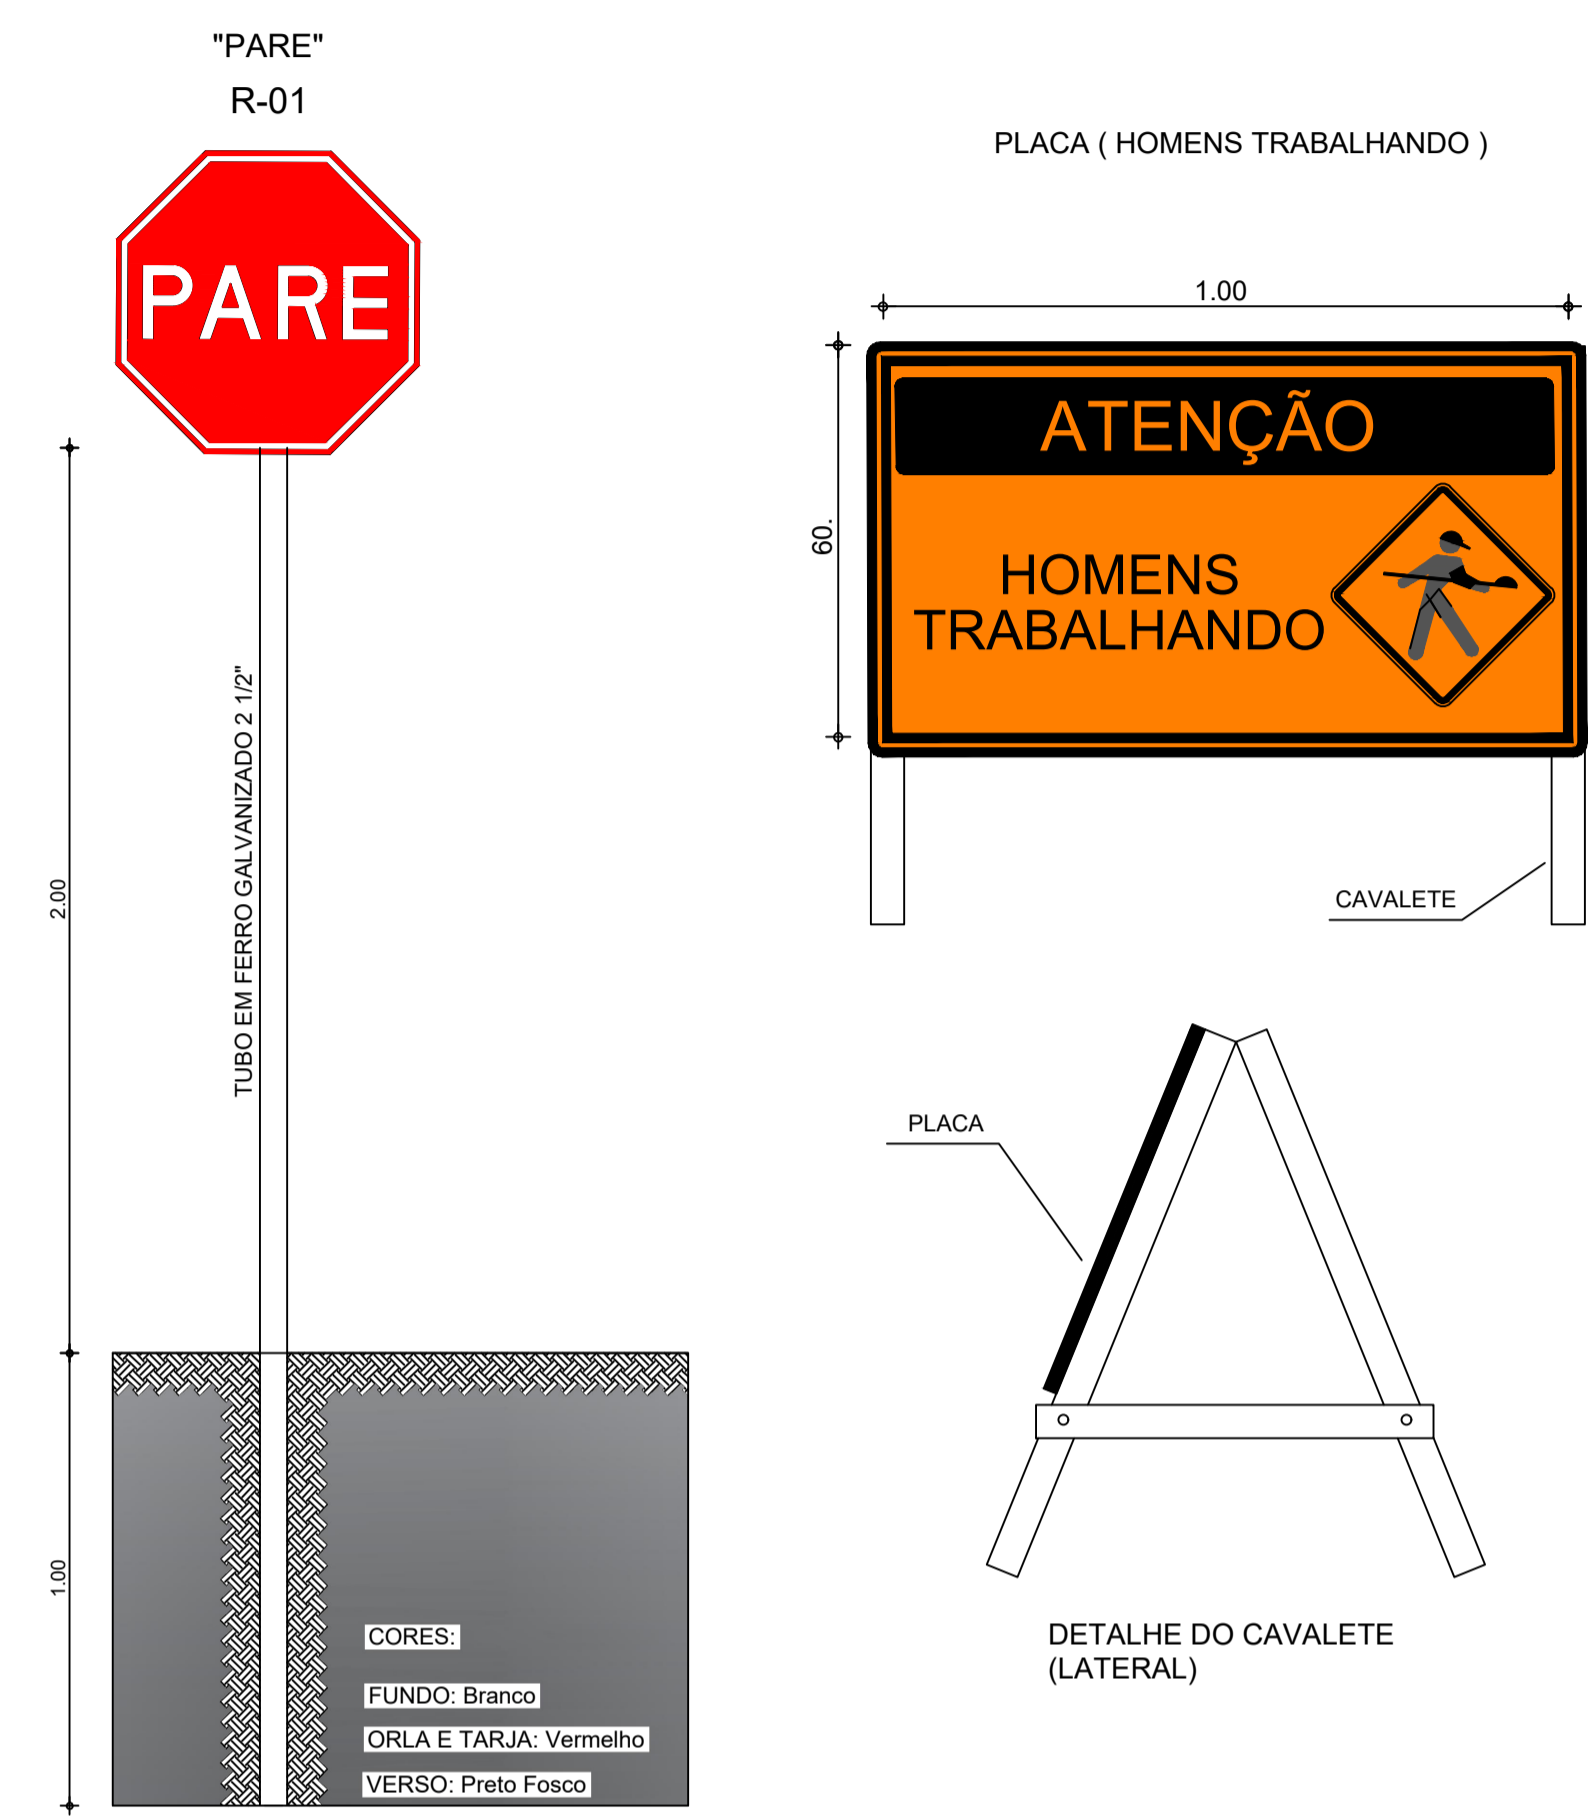 "PARE"
R-01
PARE
2.00
TUBO EM FERRO GALVANIZADO 2 1/2"
1.00
CORES:
FUNDO: Branco
ORLA E TARJA: Vermelho
VERSO: Preto Fosco
PLACA ( HOMENS TRABALHANDO )
1.00
60.
ATENÇÃO
HOMENS
TRABALHANDO
CAVALETE
PLACA
DETALHE DO CAVALETE
(LATERAL)